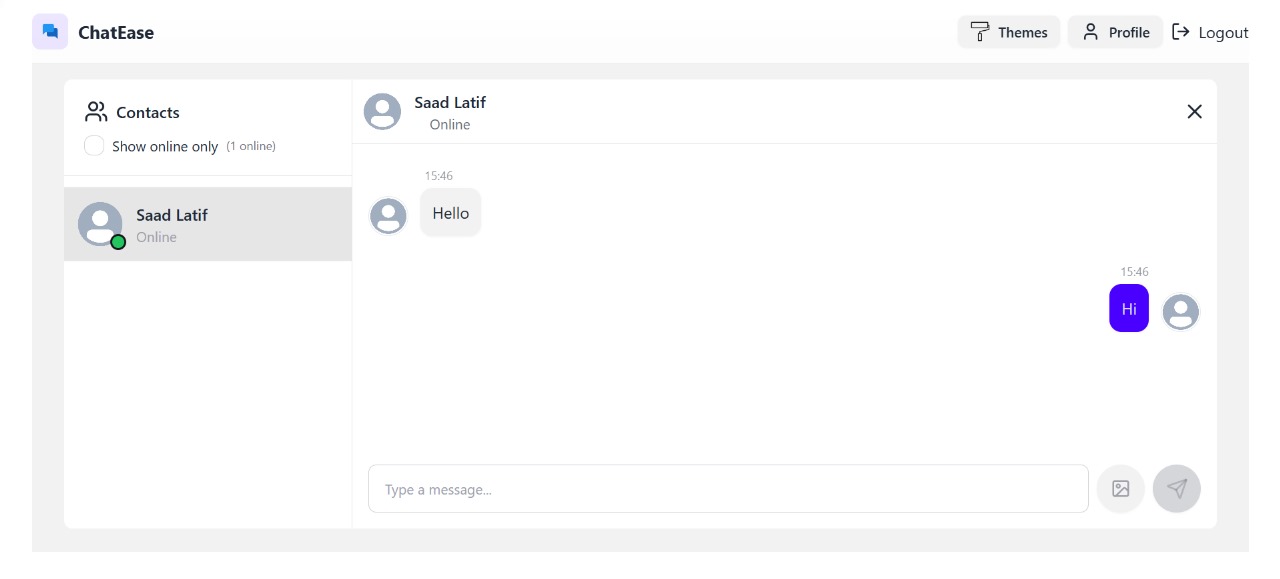 ChatEase
Themes
Profile
Logout
Contacts
Show online only (1 online)
Saad Latif
Online
Saad Latif
Online
15:46
Hello
15:46
Hi
Type a message...